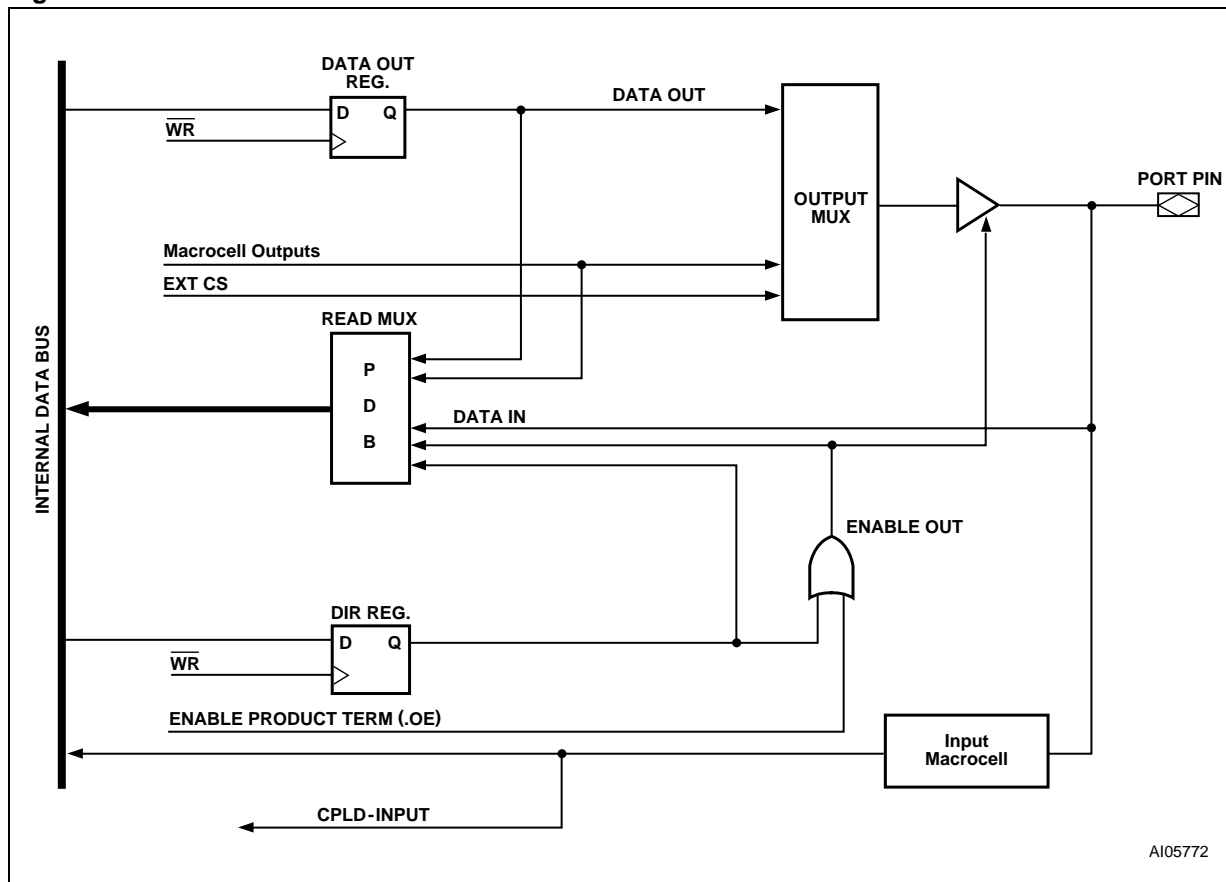 DATA OUT
REG.
D Q
WR
DATA OUT
OUTPUT
MUX
PORT PIN
Macrocell Outputs
EXT CS
READ MUX
P
D
B
DATA IN
INTERNAL DATA BUS
ENABLE OUT
DIR REG.
D Q
WR
ENABLE PRODUCT TERM (.OE)
Input
Macrocell
CPLD-INPUT
AI05772